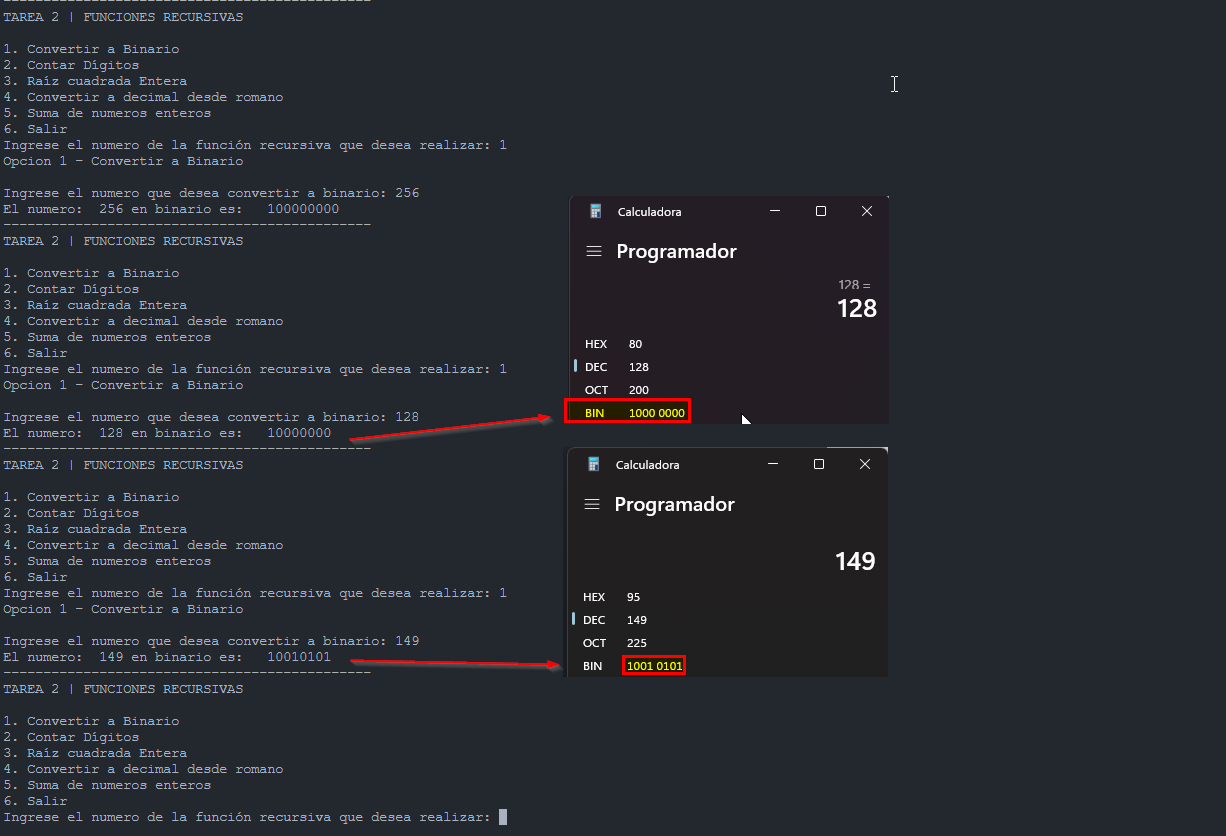 ------------------------------------------------
TAREA 2 | FUNCIONES RECURSIVAS
1. Convertir a Binario
2. Contar Dígitos
3. Raíz cuadrada Entera
4. Convertir a decimal desde romano
5. Suma de numeros enteros
6. Salir
Ingrese el numero de la función recursiva que desea realizar: 1
Opcion 1 - Convertir a Binario
Ingrese el numero que desea convertir a binario: 256
El numero:  256 en binario es:   100000000
------------------------------------------------
TAREA 2 | FUNCIONES RECURSIVAS
1. Convertir a Binario
2. Contar Dígitos
3. Raíz cuadrada Entera
4. Convertir a decimal desde romano
5. Suma de numeros enteros
6. Salir
Ingrese el numero de la función recursiva que desea realizar: 1
Opcion 1 - Convertir a Binario
Ingrese el numero que desea convertir a binario: 128
El numero:  128 en binario es:   10000000
------------------------------------------------
TAREA 2 | FUNCIONES RECURSIVAS
1. Convertir a Binario
2. Contar Dígitos
3. Raíz cuadrada Entera
4. Convertir a decimal desde romano
5. Suma de numeros enteros
6. Salir
Ingrese el numero de la función recursiva que desea realizar: 1
Opcion 1 - Convertir a Binario
Ingrese el numero que desea convertir a binario: 149
El numero:  149 en binario es:   10010101
------------------------------------------------
TAREA 2 | FUNCIONES RECURSIVAS
1. Convertir a Binario
2. Contar Dígitos
3. Raíz cuadrada Entera
4. Convertir a decimal desde romano
5. Suma de numeros enteros
6. Salir
Ingrese el numero de la función recursiva que desea realizar:
Calculadora
Programador
128 =
128
HEX 80
DEC 128
OCT 200
BIN 1000 0000
Calculadora
Programador
149
HEX 95
DEC 149
OCT 225
BIN 1001 0101